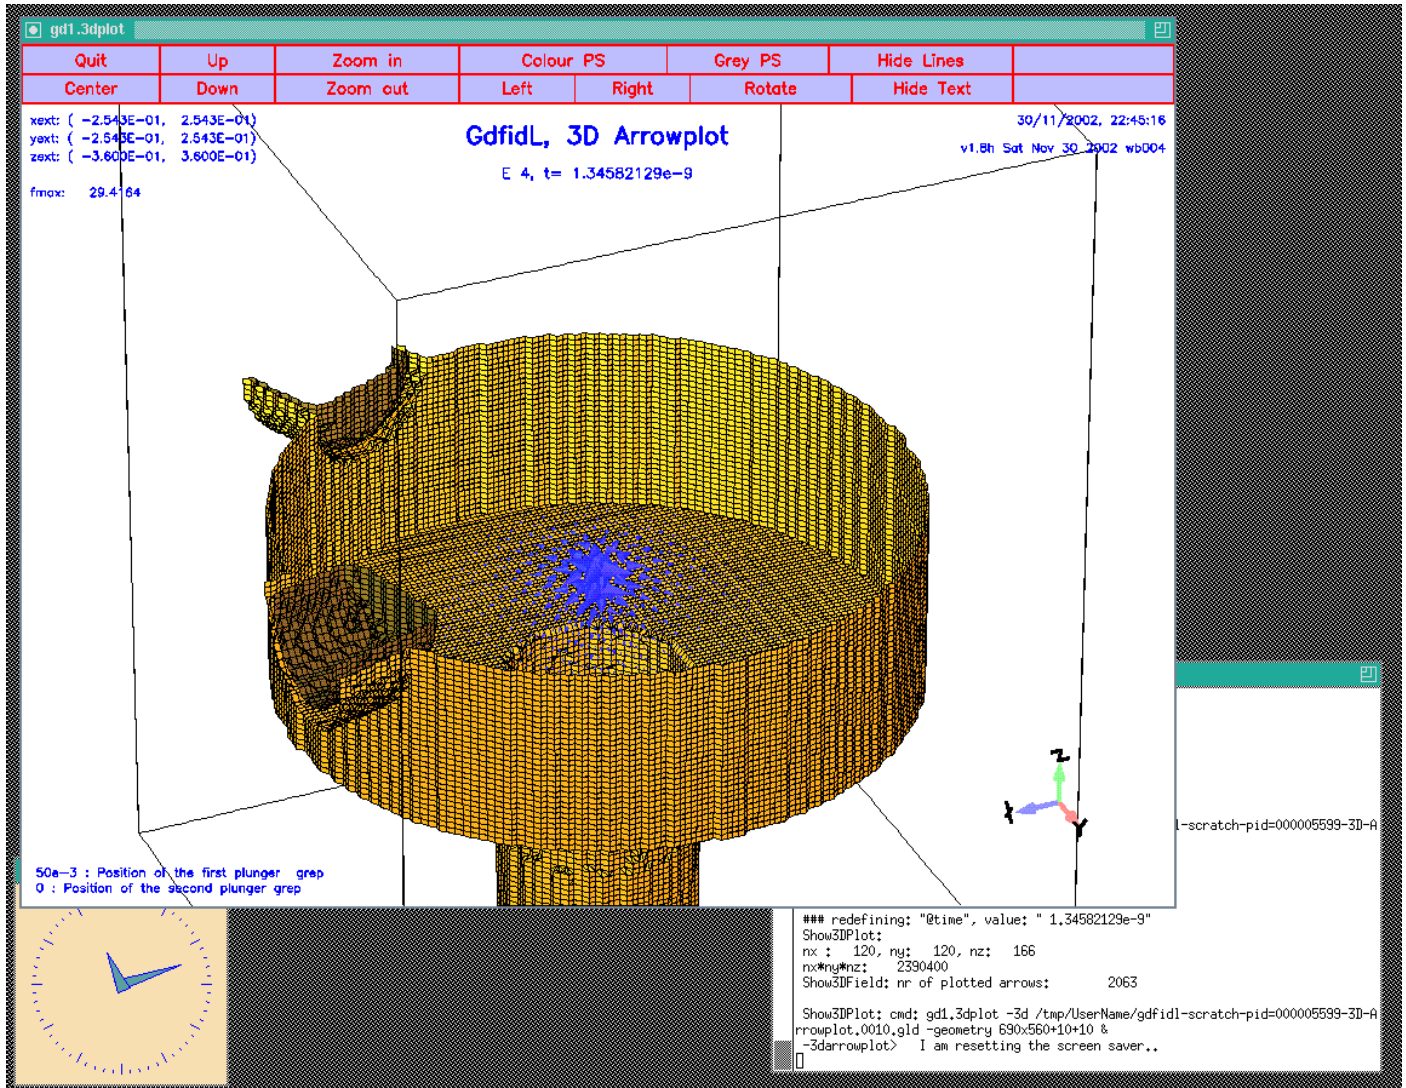 gd1.3dplot
Quit Up Zoom in Colour PS Grey PS Hide Lines
Center Down Zoom out Left Right Rotate Hide Text
xext: ( -2.543E-01, 2.543E-01)
yext: ( -2.543E-01, 2.543E-01)
zext: ( -3.600E-01, 3.600E-01)
fmax: 29.4164
GdfidL, 3D Arrowplot
E 4, t= 1.34582129e-9
30/11/2002, 22:45:16
v1.8h Sat Nov 30 2002 wb004
Z
X
Y
50e-3 : Position of the first plunger grep
0 : Position of the second plunger grep
l-scratch-pid=000005599-3D-A
### redefining: "@time", value: " 1.34582129e-9"
Show3DPlot:
nx : 120, ny: 120, nz: 166
nx*ny*nz: 2390400
Show3DField: nr of plotted arrows: 2063
Show3DPlot: cmd: gd1.3dplot -3d /tmp/UserName/gdfidl-scratch-pid=000005599-3D-A
rrowplot.0010.gld -geometry 690x560+10+10 &
-3darrowplot> I am resetting the screen saver..